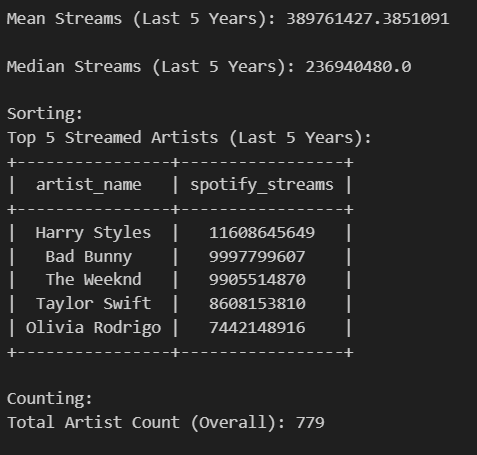 Mean Streams (Last 5 Years): 389761427.3851091
Median Streams (Last 5 Years): 236940480.0
Sorting:
Top 5 Streamed Artists (Last 5 Years):
+----------------+-----------------+
|  artist_name   | spotify_streams |
+----------------+-----------------+
|  Harry Styles  |   11608645649   |
|   Bad Bunny    |   9997799607    |
|   The Weeknd   |   9905514870    |
|  Taylor Swift  |   8608153810    |
| Olivia Rodrigo |   7442148916    |
+----------------+-----------------+
Counting:
Total Artist Count (Overall): 779